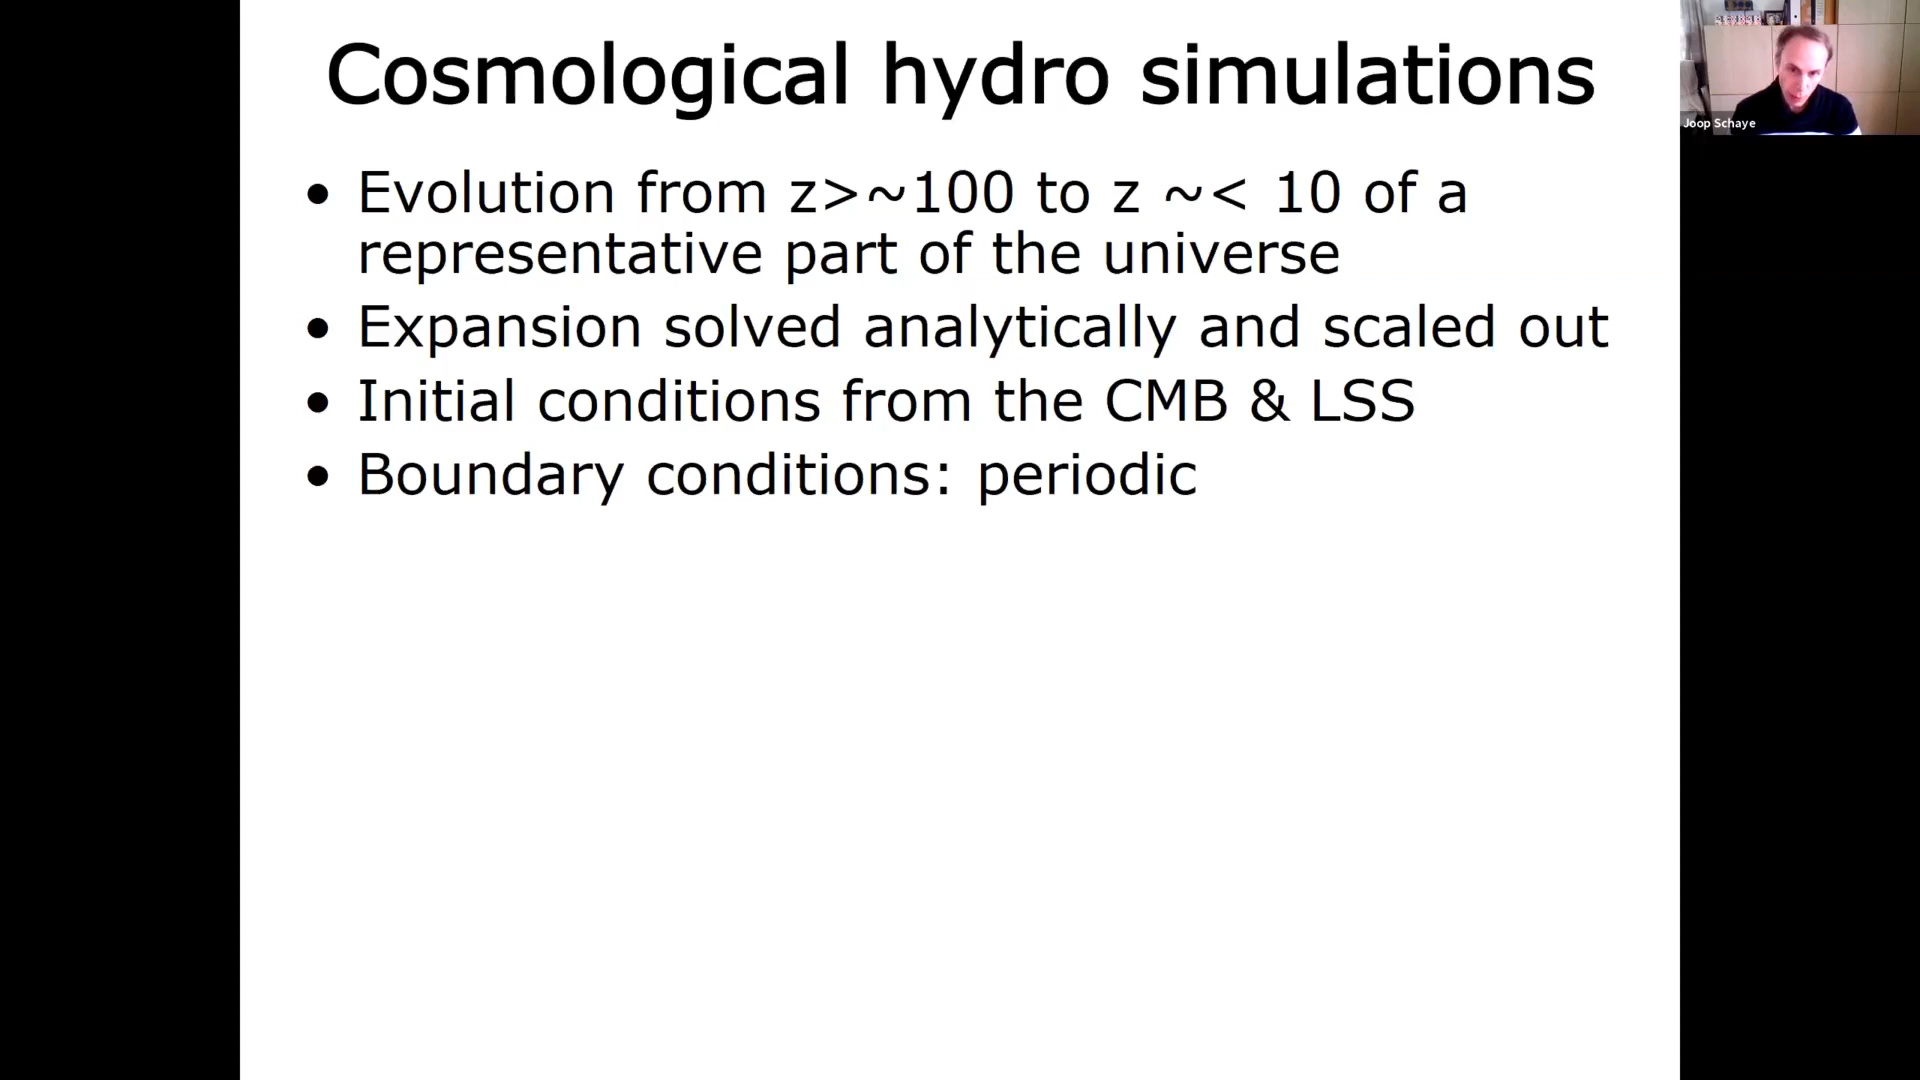 Cosmological hydro simulations
Joop Schaye
• Evolution from z>~100 to z ~< 10 of a
representative part of the universe
• Expansion solved analytically and scaled out
• Initial conditions from the CMB & LSS
• Boundary conditions: periodic